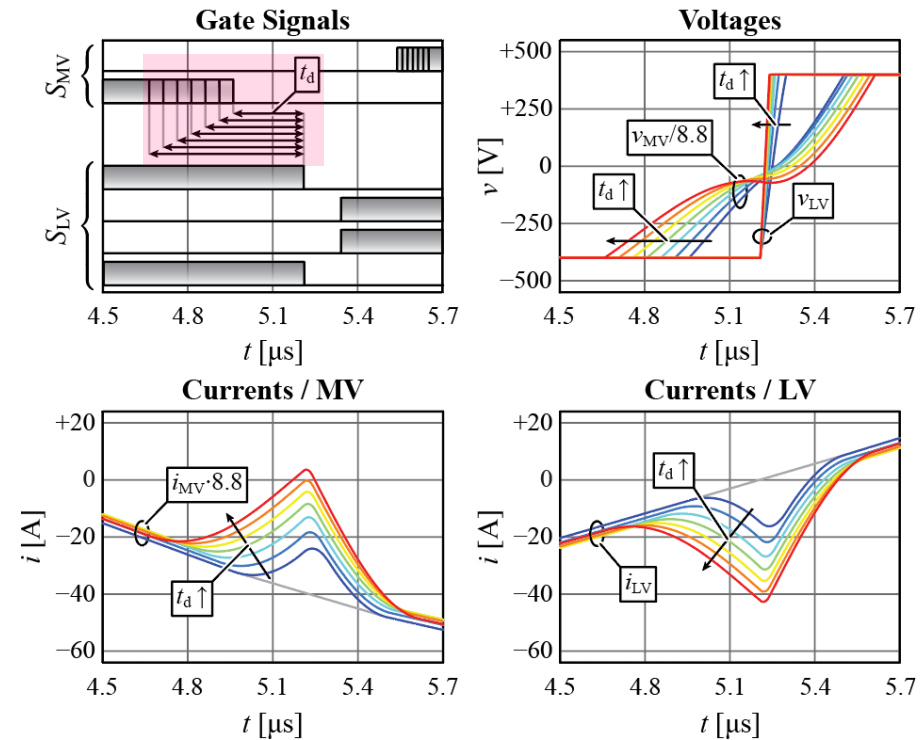 Gate Signals
S_MV
t_d
S_LV
4.5 4.8 5.1 5.4 5.7
t [μs]
Voltages
+500
+250
0
−250
−500
v [V]
t_d ↑
v_MV/8.8
t_d ↑
v_LV
4.5 4.8 5.1 5.4 5.7
t [μs]
Currents / MV
+20
0
−20
−40
−60
i [A]
i_MV·8.8
t_d ↑
4.5 4.8 5.1 5.4 5.7
t [μs]
Currents / LV
+20
0
−20
−40
−60
i [A]
t_d ↑
i_LV
4.5 4.8 5.1 5.4 5.7
t [μs]